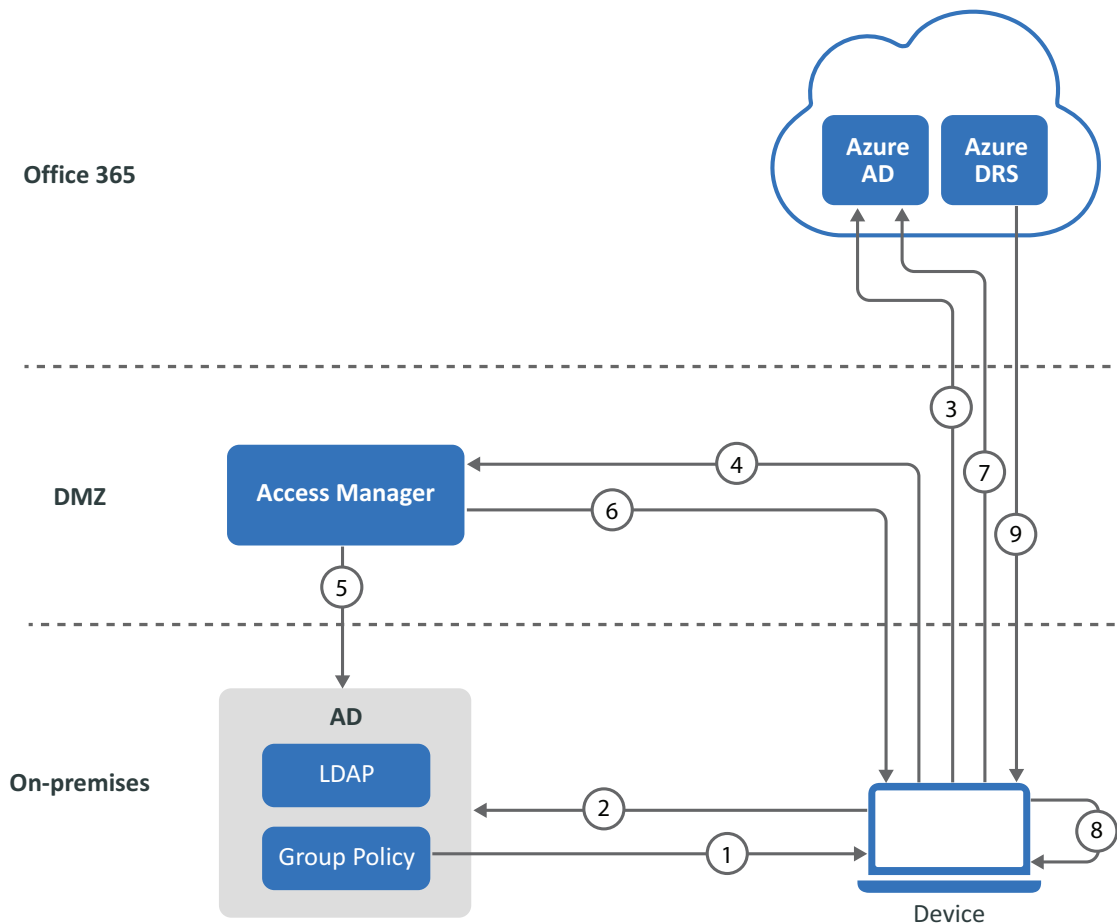 Azure
AD
Azure
DRS
Office 365
3
4
7
Access Manager
DMZ
6
9
5
AD
LDAP
On-premises
2
8
Group Policy
1
Device